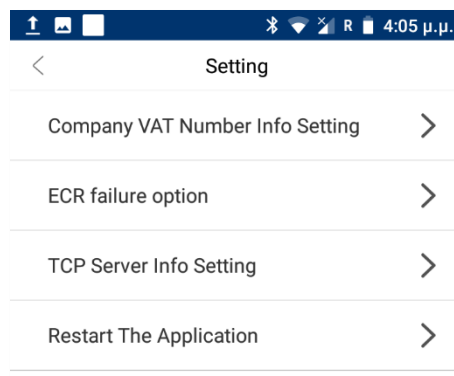 R 4:05 μ.μ.
Setting
Company VAT Number Info Setting
ECR failure option
TCP Server Info Setting
Restart The Application